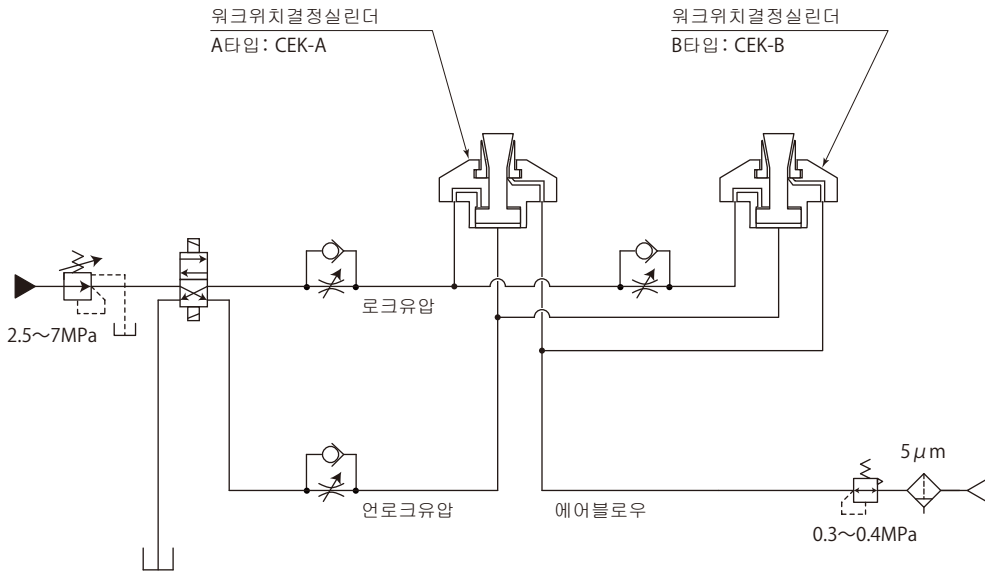 워크위치결정실린더
A타입: CEK-A
워크위치결정실린더
B타입: CEK-B
로크유압
2.5～7MPa
5μm
언로크유압
에어블로우
0.3～0.4MPa